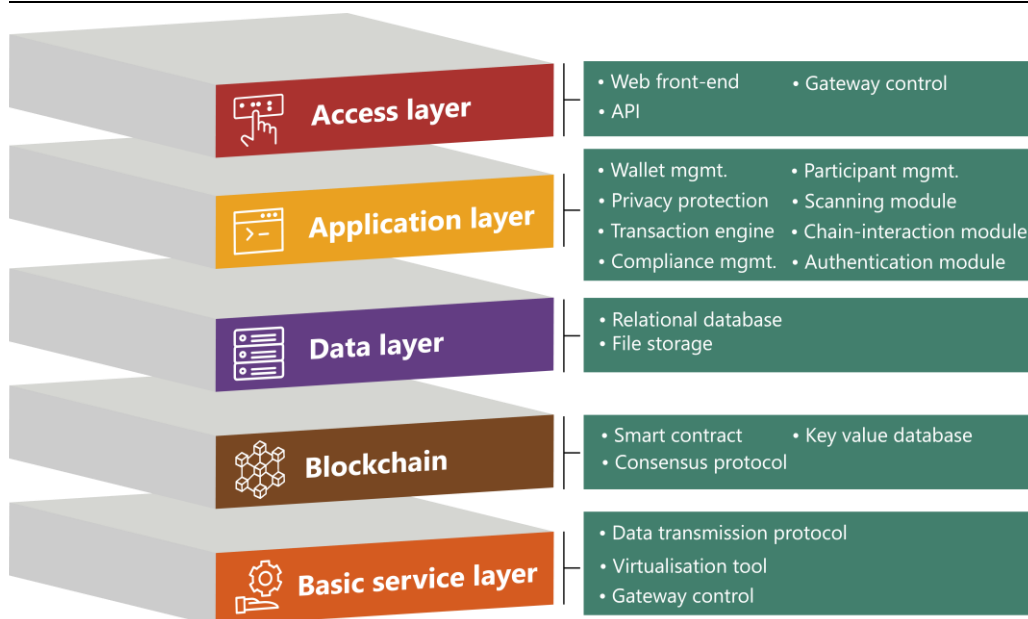 Access layer
• Web front-end
• Gateway control
• API
Application layer
• Wallet mgmt.
• Participant mgmt.
• Privacy protection
• Scanning module
• Transaction engine
• Chain-interaction module
• Compliance mgmt.
• Authentication module
Data layer
• Relational database
• File storage
Blockchain
• Smart contract
• Key value database
• Consensus protocol
Basic service layer
• Data transmission protocol
• Virtualisation tool
• Gateway control